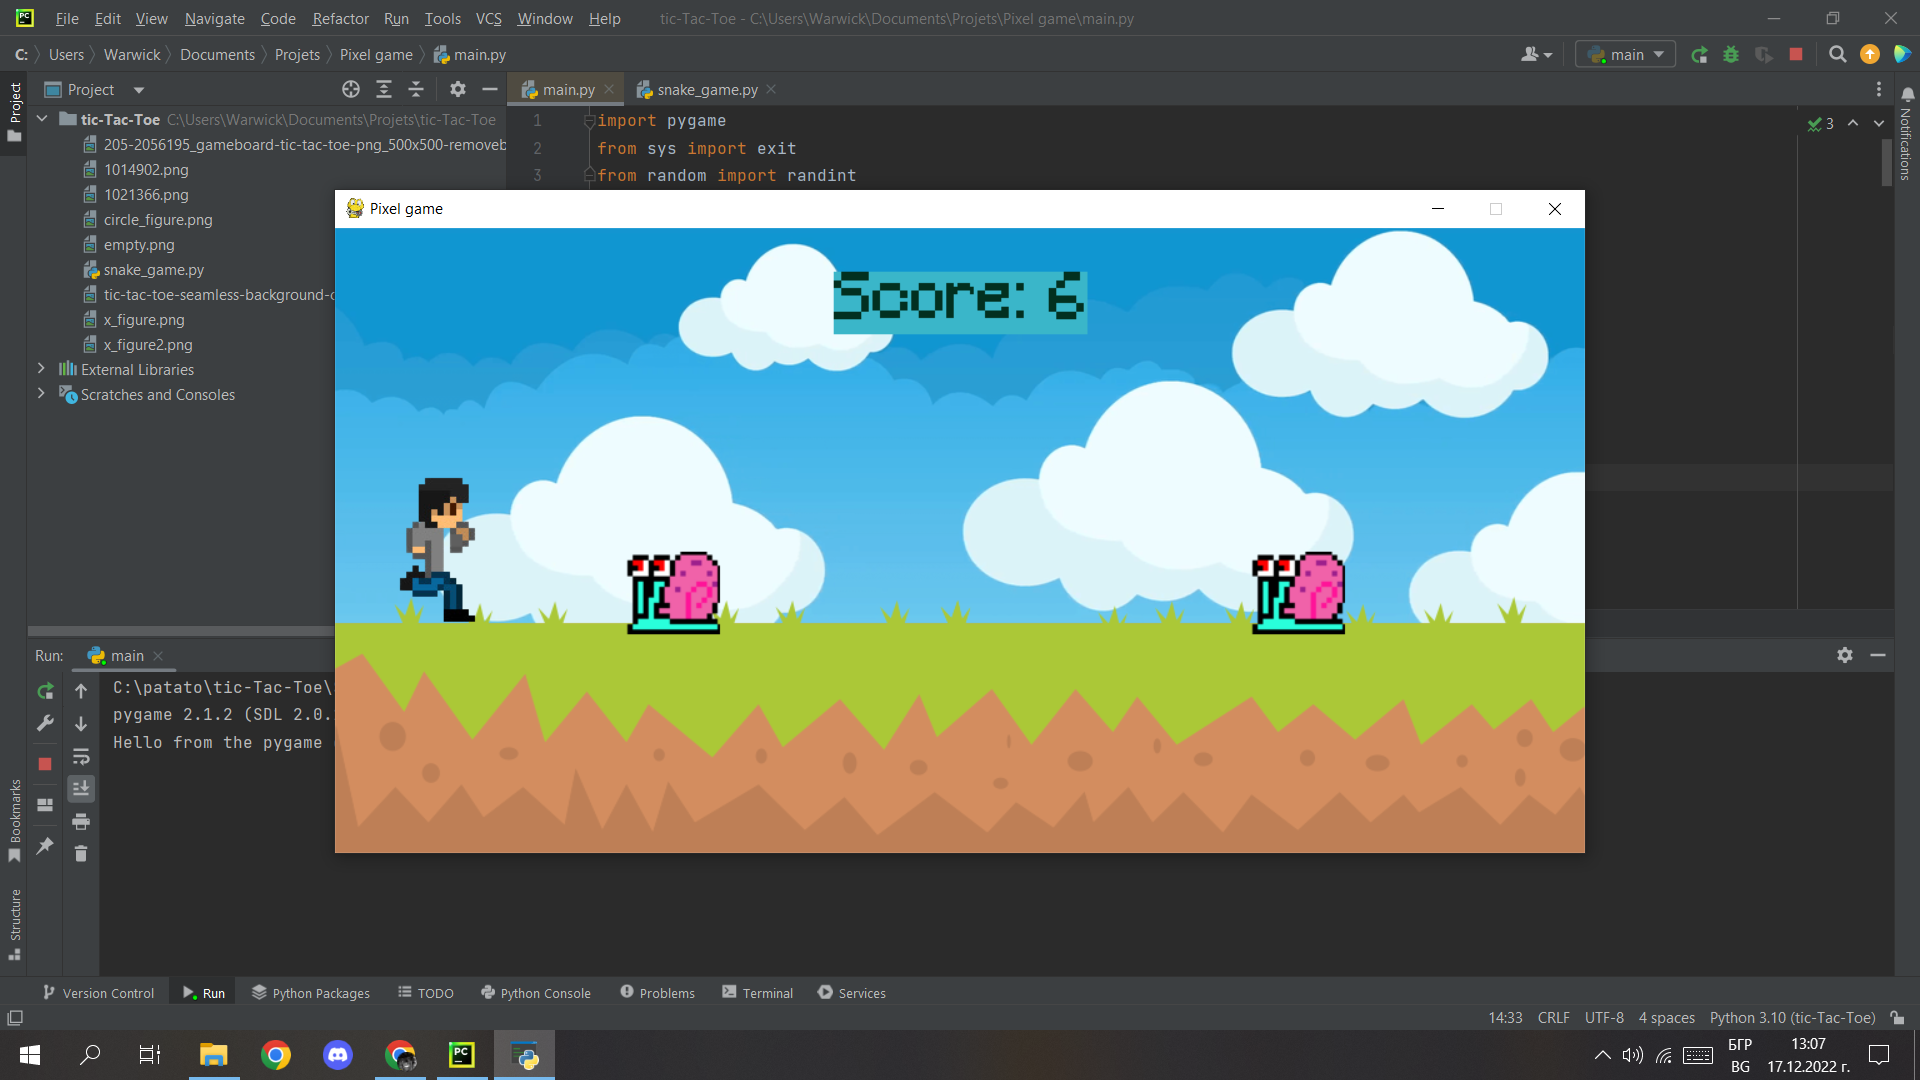 PC File Edit View Navigate Code Refactor Run Tools VCS Window Help tic-Tac-Toe - C:\Users\Warwick\Documents\Projets\Pixel game\main.py
C: Users Warwick Documents Projets Pixel game main.py main
Project main.py snake_game.py
Project
tic-Tac-Toe C:\Users\Warwick\Documents\Projets\tic-Tac-Toe
205-2056195_gameboard-tic-tac-toe-png_500x500-removeb
1014902.png
1021366.png
circle_figure.png
empty.png
snake_game.py
tic-tac-toe-seamless-background-
x_figure.png
x_figure2.png
External Libraries
Scratches and Consoles
1 import pygame
2 from sys import exit
3 from random import randint
3
Notifications
Pixel game
Score: 6
Run: main
C:\patato\tic-Tac-Toe\
pygame 2.1.2 (SDL 2.0.
Hello from the pygame
Bookmarks
Structure
Version Control Run Python Packages TODO Python Console Problems Terminal Services
14:33 CRLF UTF-8 4 spaces Python 3.10 (tic-Tac-Toe)
PC
БГР 13:07
BG 17.12.2022 г.